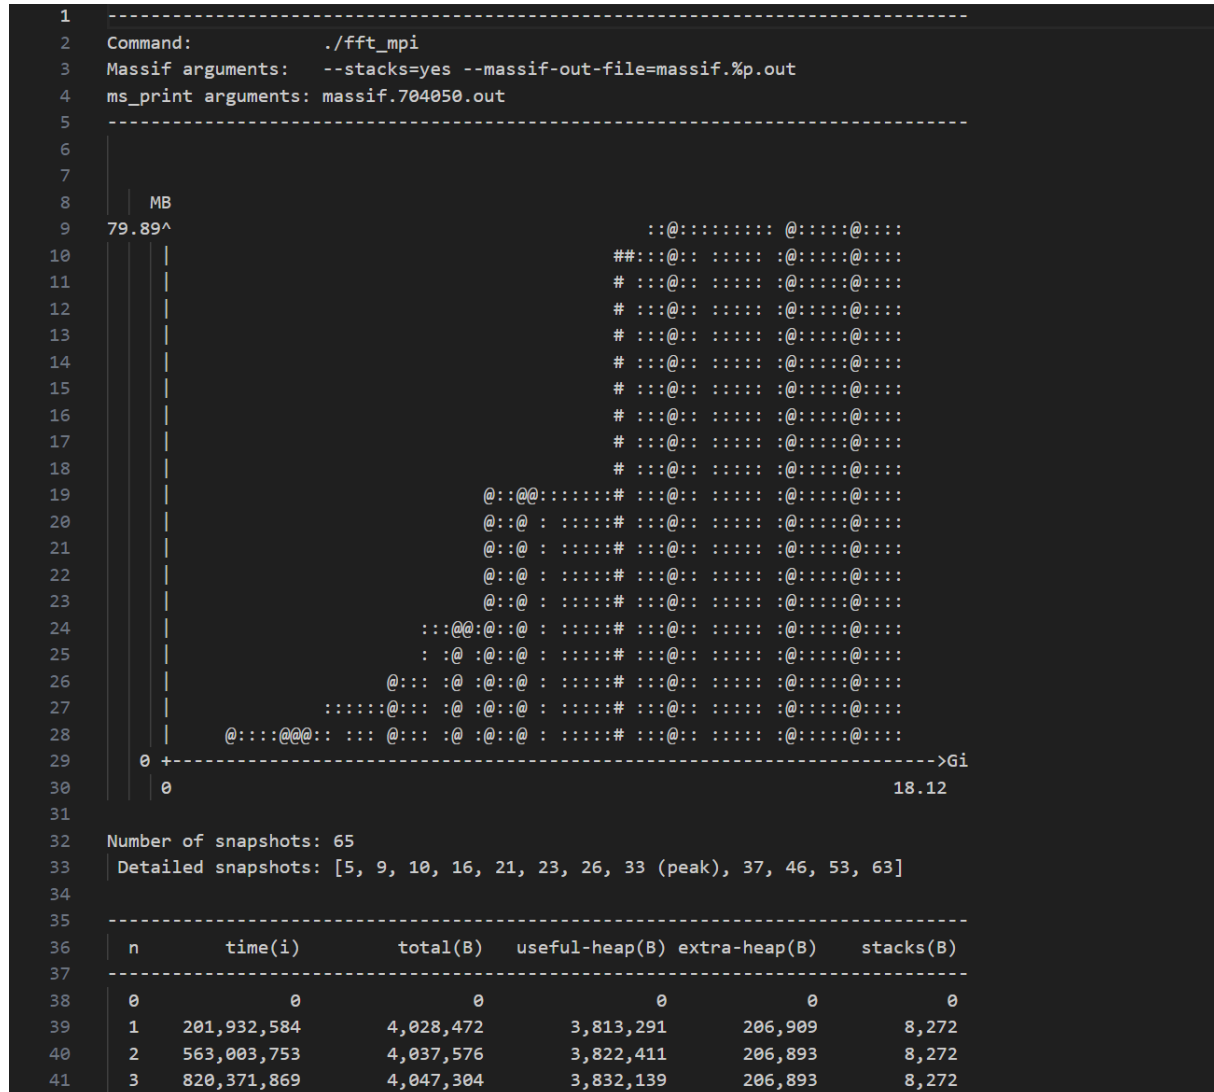 1 --------------------------------------------------------------------------------
2 Command:            ./fft_mpi
3 Massif arguments:   --stacks=yes --massif-out-file=massif.%p.out
4 ms_print arguments: massif.704050.out
5 --------------------------------------------------------------------------------
6
7
8     MB
9 79.89^                                            ::@::::::::: @:::::@::::
10      |                                         ##:::@:: ::::: :@:::::@::::
11      |                                         # :::@:: ::::: :@:::::@::::
12      |                                         # :::@:: ::::: :@:::::@::::
13      |                                         # :::@:: ::::: :@:::::@::::
14      |                                         # :::@:: ::::: :@:::::@::::
15      |                                         # :::@:: ::::: :@:::::@::::
16      |                                         # :::@:: ::::: :@:::::@::::
17      |                                         # :::@:: ::::: :@:::::@::::
18      |                                         # :::@:: ::::: :@:::::@::::
19      |                             @::@@:::::::# :::@:: ::::: :@:::::@::::
20      |                             @::@ : :::::# :::@:: ::::: :@:::::@::::
21      |                             @::@ : :::::# :::@:: ::::: :@:::::@::::
22      |                             @::@ : :::::# :::@:: ::::: :@:::::@::::
23      |                             @::@ : :::::# :::@:: ::::: :@:::::@::::
24      |                       :::@@:@::@ : :::::# :::@:: ::::: :@:::::@::::
25      |                       : :@ :@::@ : :::::# :::@:: ::::: :@:::::@::::
26      |                    @::: :@ :@::@ : :::::# :::@:: ::::: :@:::::@::::
27      |              ::::::@::: :@ :@::@ : :::::# :::@:: ::::: :@:::::@::::
28      |     @::::@@@:: ::: @::: :@ :@::@ : :::::# :::@:: ::::: :@:::::@::::
29    0 +----------------------------------------------------------------------->Gi
30      0                                                                   18.12
31
32 Number of snapshots: 65
33  Detailed snapshots: [5, 9, 10, 16, 21, 23, 26, 33 (peak), 37, 46, 53, 63]
34
35 --------------------------------------------------------------------------------
36   n        time(i)         total(B)   useful-heap(B) extra-heap(B)    stacks(B)
37 --------------------------------------------------------------------------------
38   0              0                0                0             0            0
39   1    201,932,584        4,028,472        3,813,291       206,909        8,272
40   2    563,003,753        4,037,576        3,822,411       206,893        8,272
41   3    820,371,869        4,047,304        3,832,139       206,893        8,272